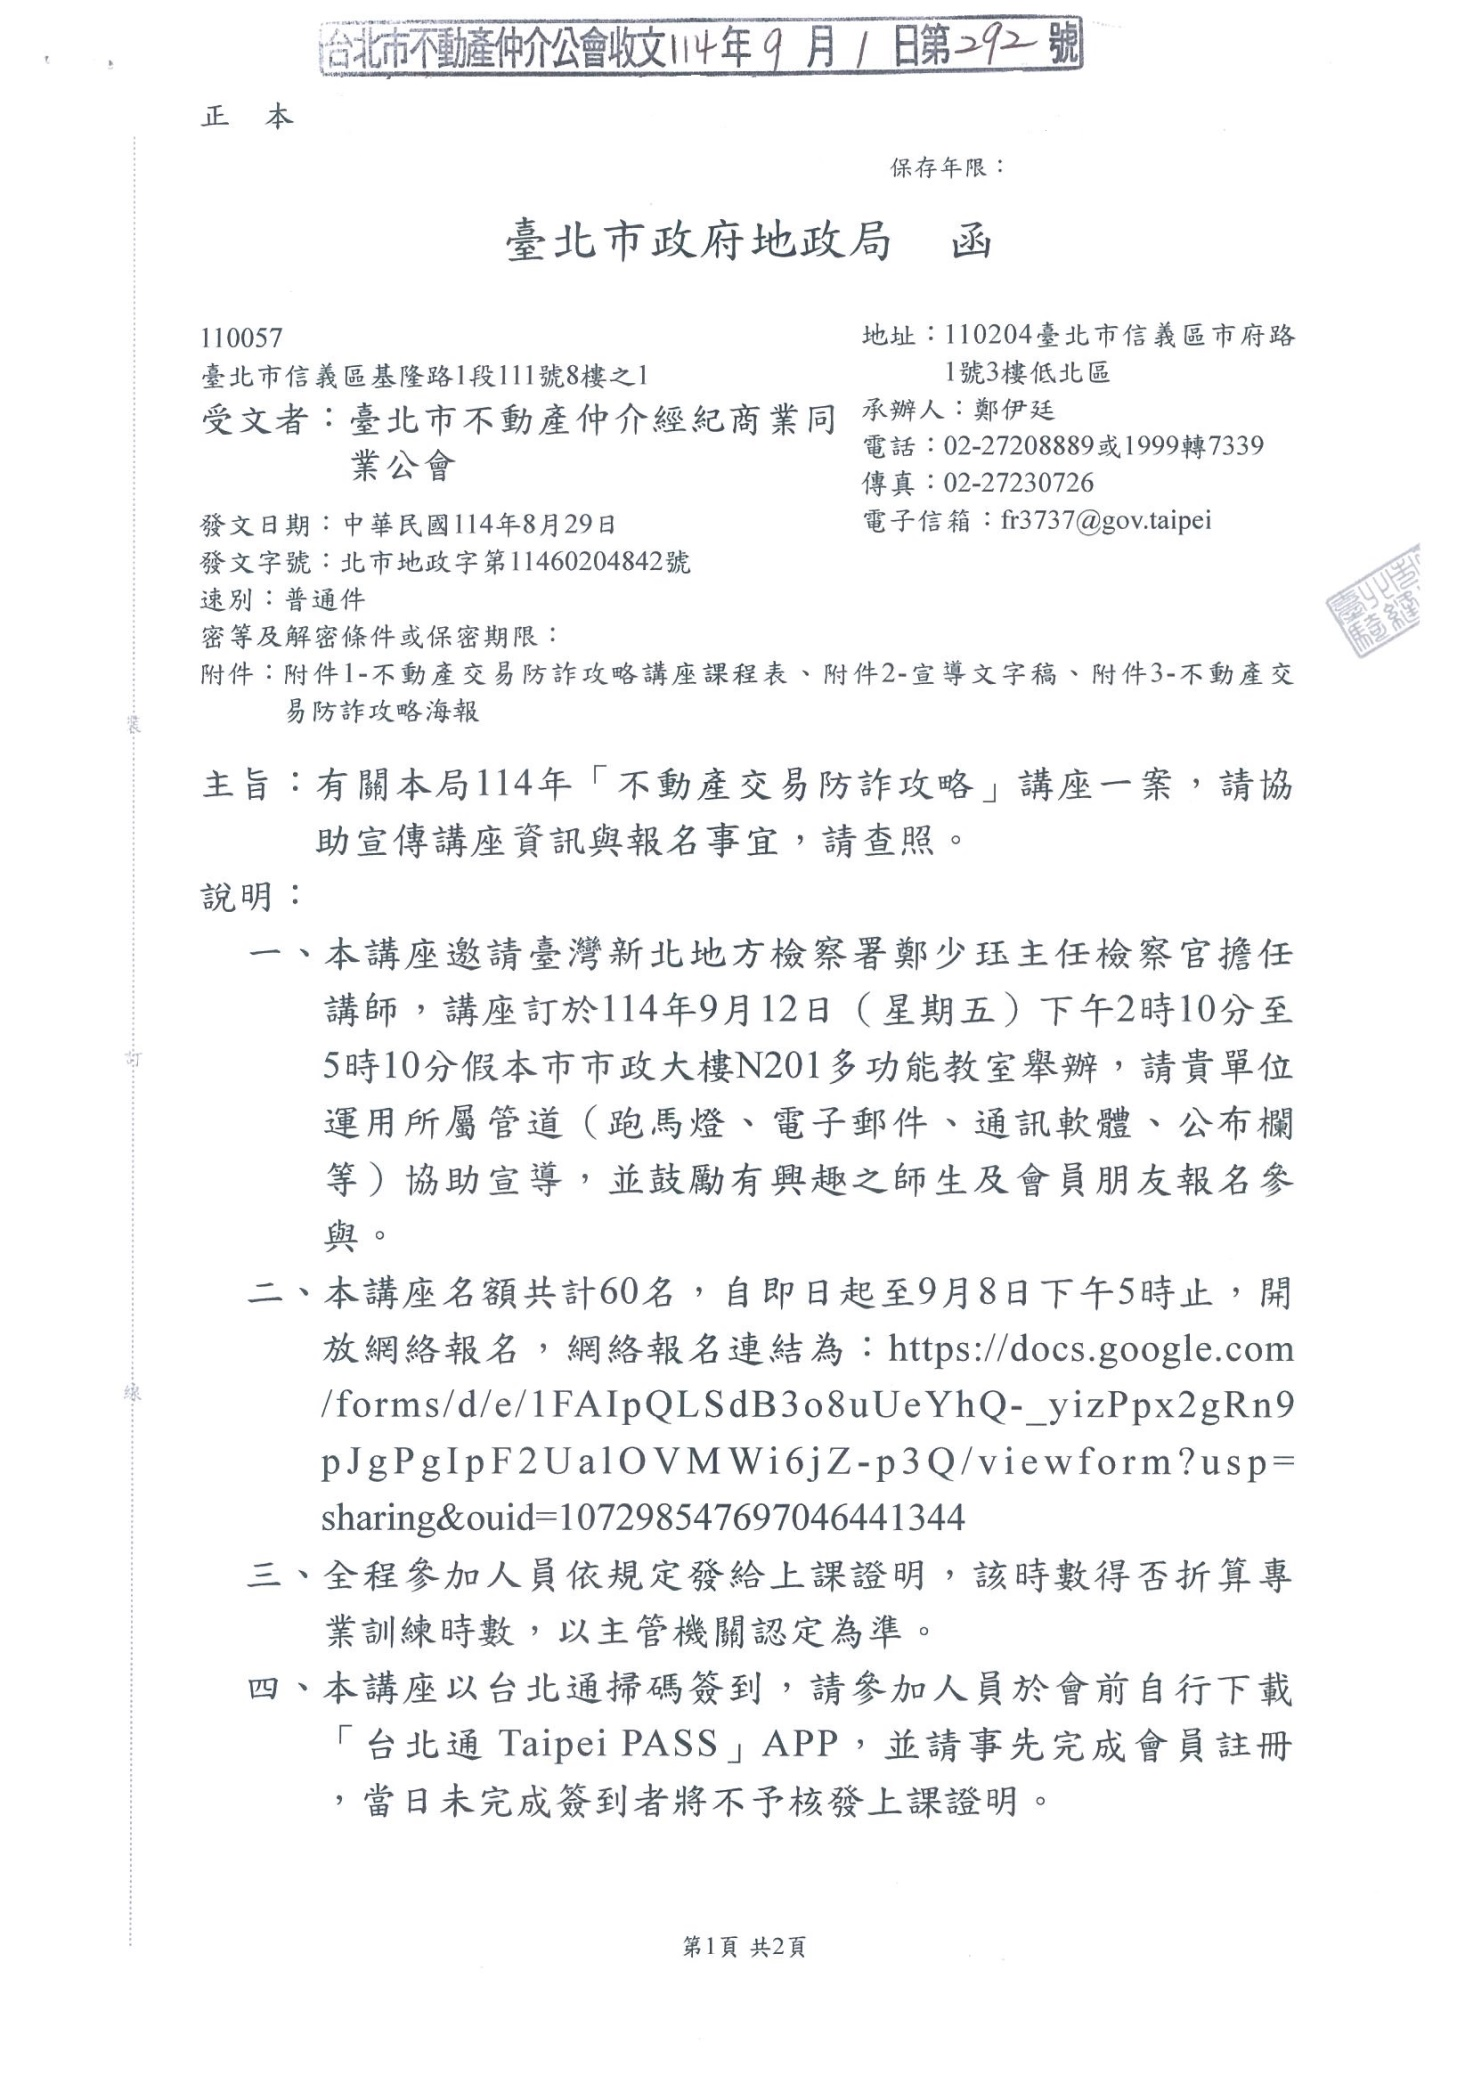 台北市不動產仲介公會收文114年9月1日第292號
正 本
保存年限：
臺北市政府地政局 函
110057
臺北市信義區基隆路1段111號8樓之1
受文者：臺北市不動產仲介經紀商業同
業公會
地址：110204臺北市信義區市府路
1號3樓低北區
承辦人：鄭伊廷
電話：02-27208889或1999轉7339
傳真：02-27230726
電子信箱：fr3737@gov.taipei
發文日期：中華民國114年8月29日
發文字號：北市地政字第11460204842號
速別：普通件
密等及解密條件或保密期限：
附件：附件1-不動產交易防詐攻略講座課程表、附件2-宣導文字稿、附件3-不動產交
易防詐攻略海報
主旨：有關本局114年「不動產交易防詐攻略」講座一案，請協
助宣傳講座資訊與報名事宜，請查照。
說明：
一、本講座邀請臺灣新北地方檢察署鄭少珏主任檢察官擔任
講師，講座訂於114年9月12日（星期五）下午2時10分至
5時10分假本市市政大樓N201多功能教室舉辦，請貴單位
運用所屬管道（跑馬燈、電子郵件、通訊軟體、公布欄
等）協助宣導，並鼓勵有興趣之師生及會員朋友報名參
與。
二、本講座名額共計60名，自即日起至9月8日下午5時止，開
放網絡報名，網絡報名連結為：https://docs.google.com
/forms/d/e/1FAIpQLSdB3o8uUeYhQ-_yizPpx2gRn9
pJgPgIpF2UalOVMWi6jZ-p3Q/viewform?usp=
sharing&ouid=107298547697046441344
三、全程參加人員依規定發給上課證明，該時數得否折算專
業訓練時數，以主管機關認定為準。
四、本講座以台北通掃碼簽到，請參加人員於會前自行下載
「台北通 Taipei PASS」APP，並請事先完成會員註冊
，當日未完成簽到者將不予核發上課證明。
裝
訂
線
第1頁 共2頁